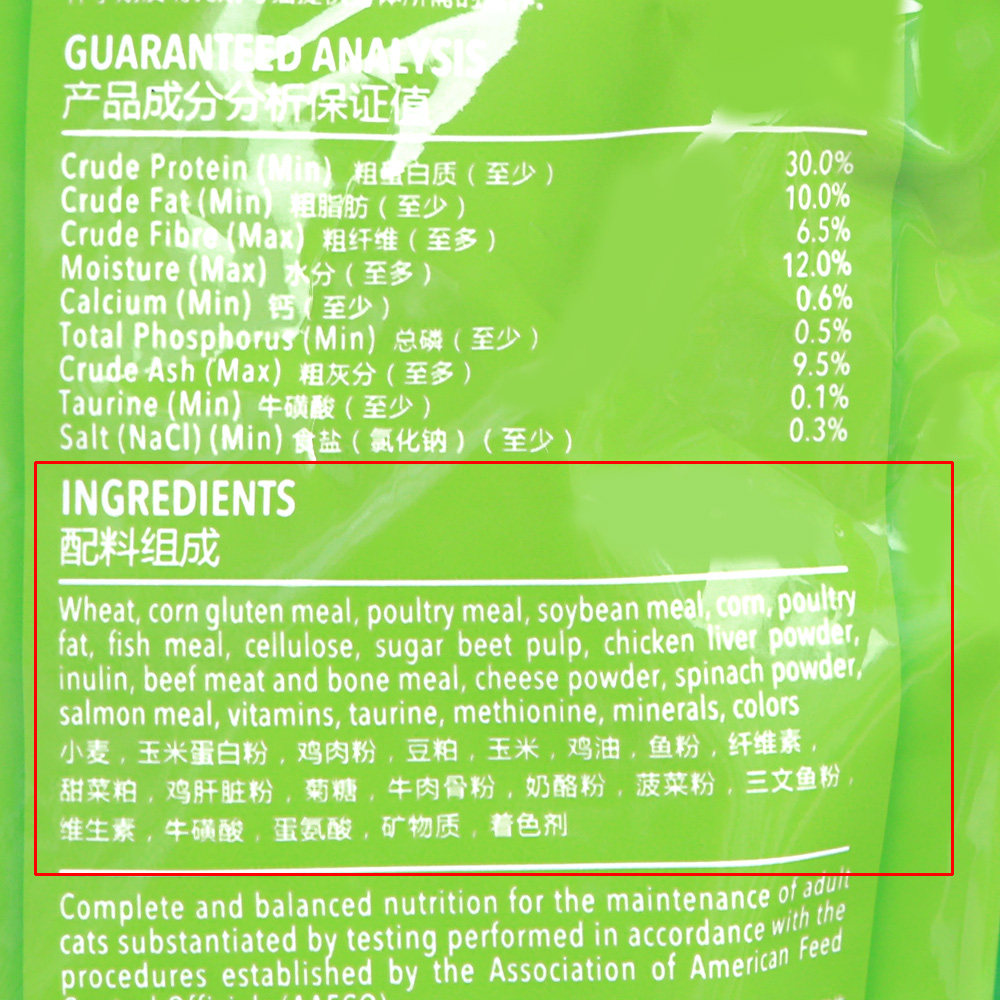 GUARANTEED ANALYSIS
产品成分分析保证值
Crude Protein (Min) 粗蛋白质（至少） 30.0%
Crude Fat (Min) 粗脂肪（至少） 10.0%
Crude Fibre (Max) 粗纤维（至多） 6.5%
Moisture (Max) 水分（至多） 12.0%
Calcium (Min) 钙（至少） 0.6%
Total Phosphorus (Min) 总磷（至少） 0.5%
Crude Ash (Max) 粗灰分（至多） 9.5%
Taurine (Min) 牛磺酸（至少） 0.1%
Salt (NaCl) (Min) 食盐（氯化钠）（至少） 0.3%
INGREDIENTS
配料组成
Wheat, corn gluten meal, poultry meal, soybean meal, corn, poultry
fat, fish meal, cellulose, sugar beet pulp, chicken liver powder,
inulin, beef meat and bone meal, cheese powder, spinach powder,
salmon meal, vitamins, taurine, methionine, minerals, colors
小麦，玉米蛋白粉，鸡肉粉，豆粕，玉米，鸡油，鱼粉，纤维素，
甜菜粕，鸡肝脏粉，菊糖，牛肉骨粉，奶酪粉，菠菜粉，三文鱼粉，
维生素，牛磺酸，蛋氨酸，矿物质，着色剂
Complete and balanced nutrition for the maintenance of adult
cats substantiated by testing performed in accordance with the
procedures established by the Association of American Feed